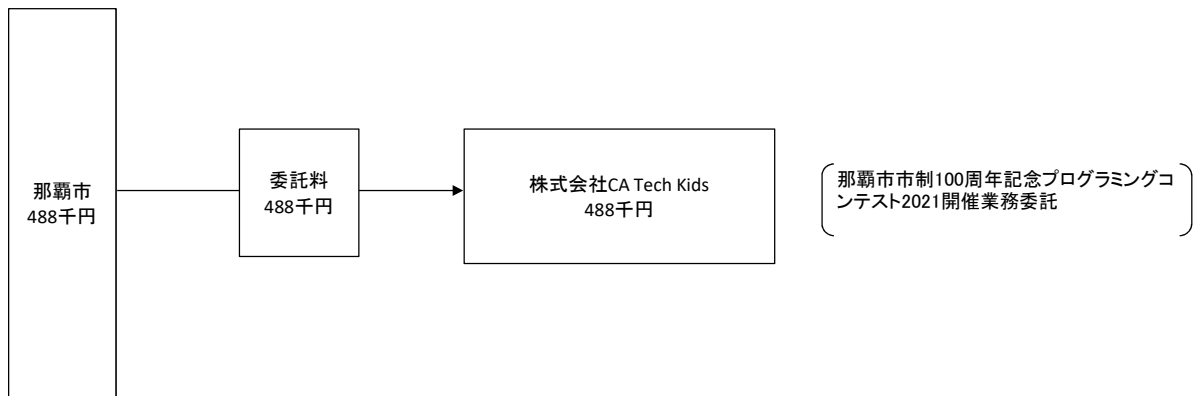 那覇市
488千円
委託料
488千円
株式会社CA Tech Kids
488千円
那覇市市制100周年記念プログラミングコ
ンテスト2021開催業務委託